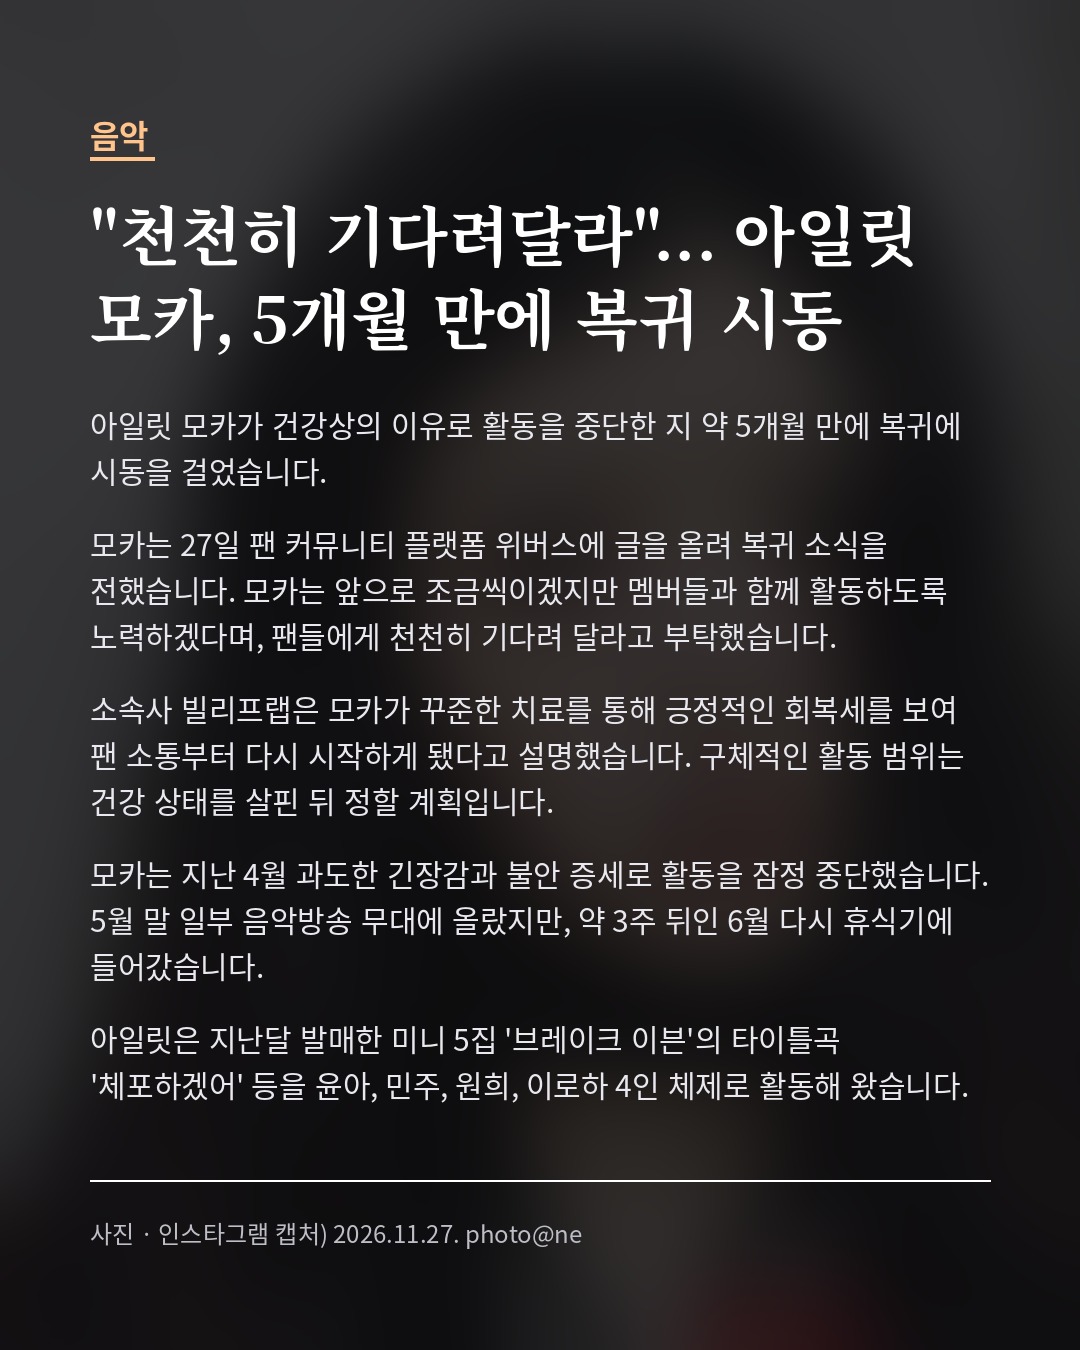 음악
"천천히 기다려달라"... 아일릿
모카, 5개월 만에 복귀 시동
아일릿 모카가 건강상의 이유로 활동을 중단한 지 약 5개월 만에 복귀에
시동을 걸었습니다.
모카는 27일 팬 커뮤니티 플랫폼 위버스에 글을 올려 복귀 소식을
전했습니다. 모카는 앞으로 조금씩이겠지만 멤버들과 함께 활동하도록
노력하겠다며, 팬들에게 천천히 기다려 달라고 부탁했습니다.
소속사 빌리프랩은 모카가 꾸준한 치료를 통해 긍정적인 회복세를 보여
팬 소통부터 다시 시작하게 됐다고 설명했습니다. 구체적인 활동 범위는
건강 상태를 살핀 뒤 정할 계획입니다.
모카는 지난 4월 과도한 긴장감과 불안 증세로 활동을 잠정 중단했습니다.
5월 말 일부 음악방송 무대에 올랐지만, 약 3주 뒤인 6월 다시 휴식기에
들어갔습니다.
아일릿은 지난달 발매한 미니 5집 '브레이크 이븐'의 타이틀곡
'체포하겠어' 등을 윤아, 민주, 원희, 이로하 4인 체제로 활동해 왔습니다.
사진 · 인스타그램 캡처) 2026.11.27. photo@ne